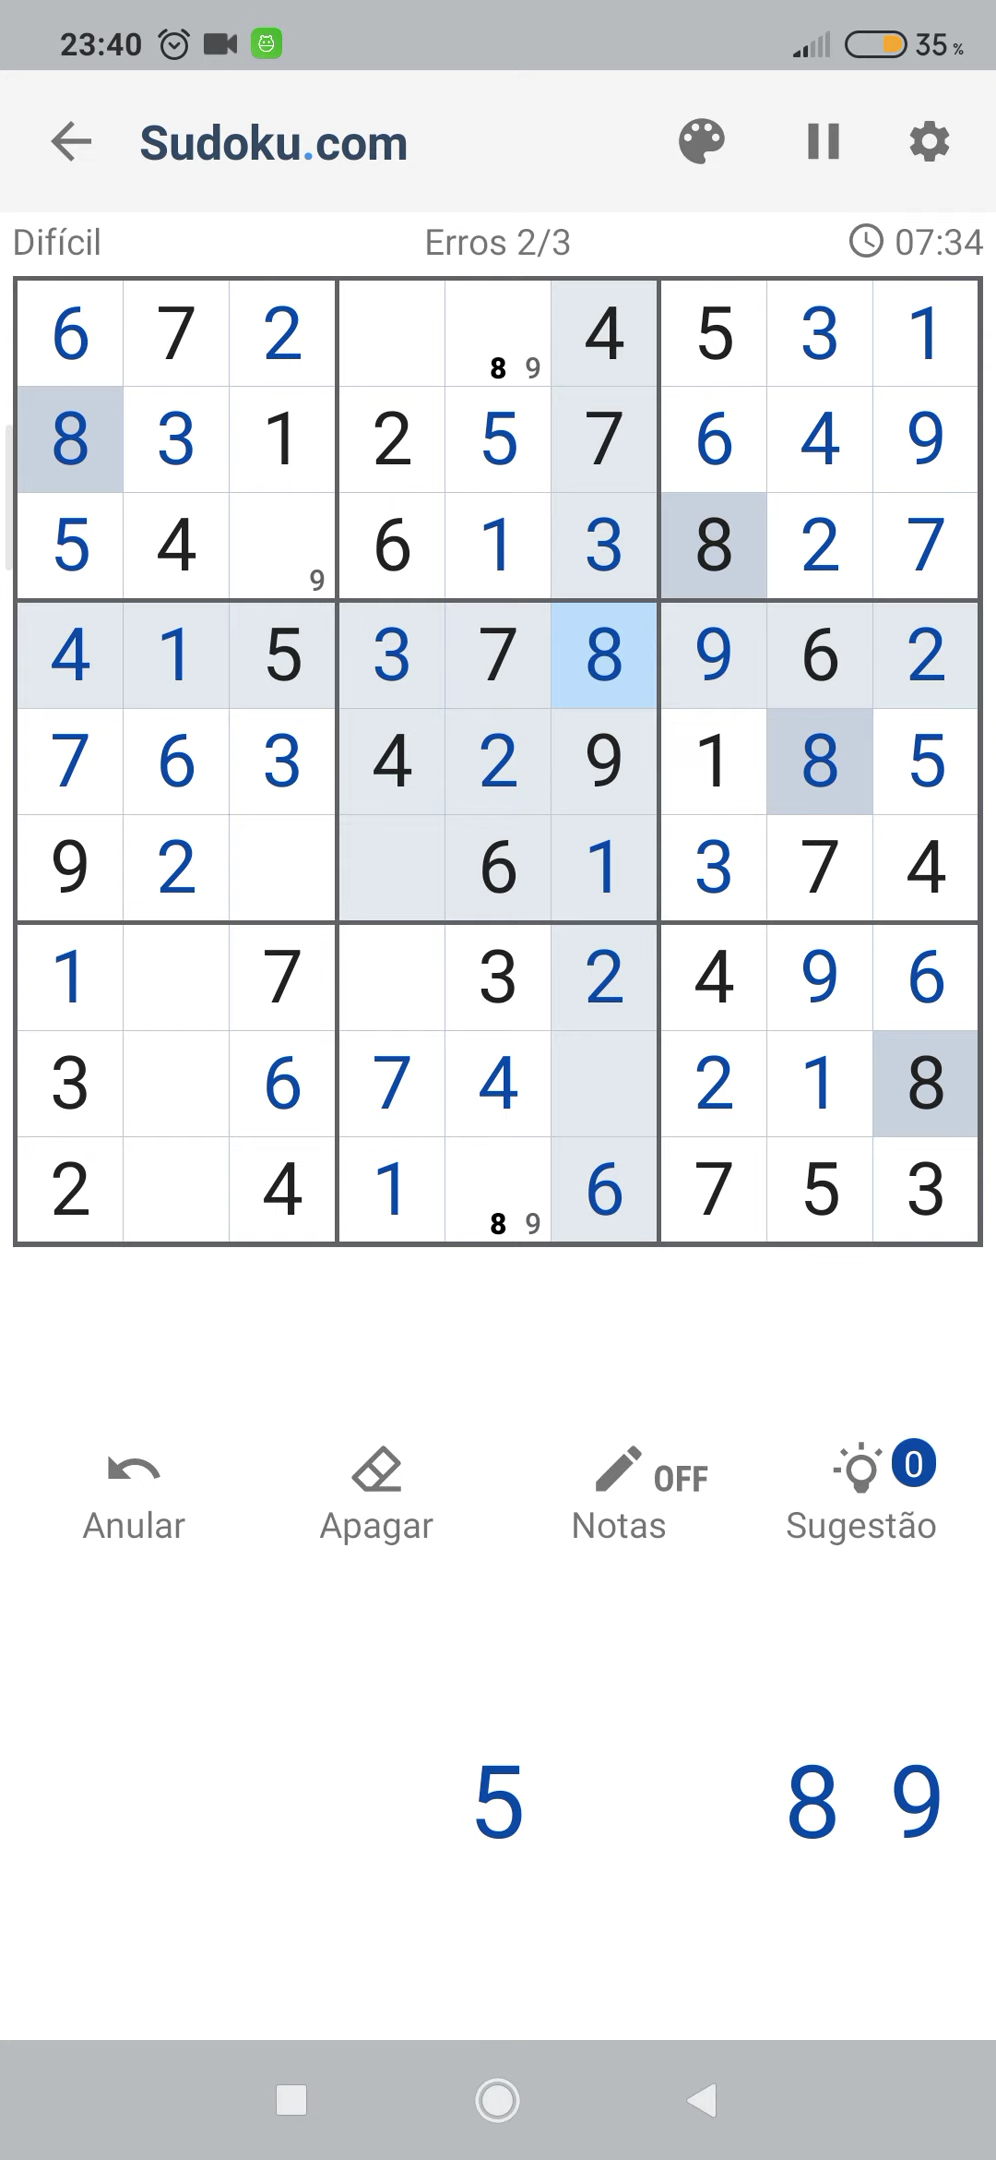 23:40 35 %
Sudoku.com
Difícil Erros 2/3 07:34
6 7 2 8 9 4 5 3 1
8 3 1 2 5 7 6 4 9
5 4 9 6 1 3 8 2 7
4 1 5 3 7 8 9 6 2
7 6 3 4 2 9 1 8 5
9 2 6 1 3 7 4
1 7 3 2 4 9 6
3 6 7 4 2 1 8
2 4 1 8 9 6 7 5 3
OFF 0
Anular Apagar Notas Sugestão
5 8 9